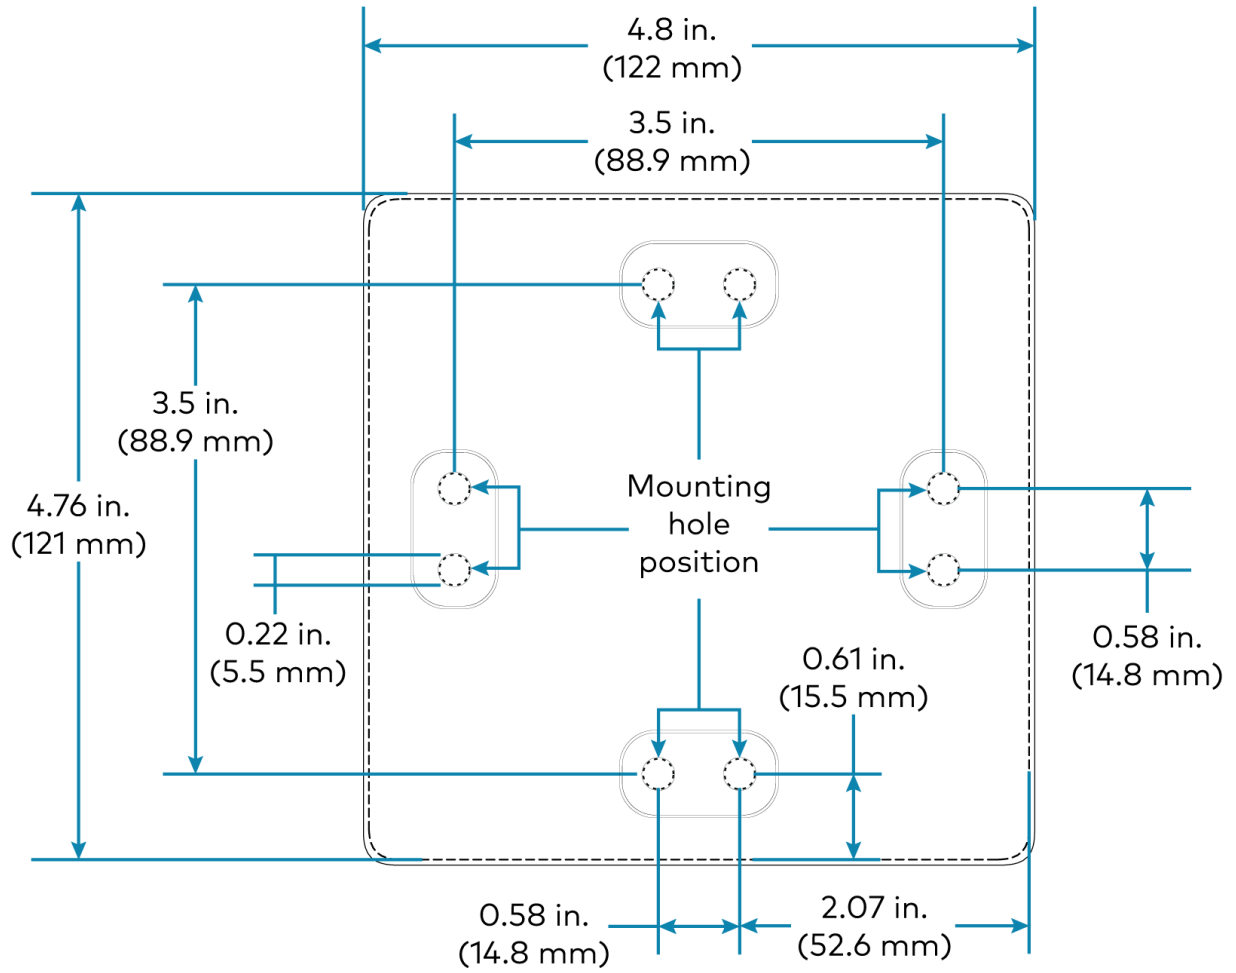 4.8 in.
(122 mm)
3.5 in.
(88.9 mm)
3.5 in.
(88.9 mm)
4.76 in.
(121 mm)
Mounting
hole
position
0.22 in.
(5.5 mm)
0.61 in.
(15.5 mm)
0.58 in.
(14.8 mm)
0.58 in.
(14.8 mm)
2.07 in.
(52.6 mm)